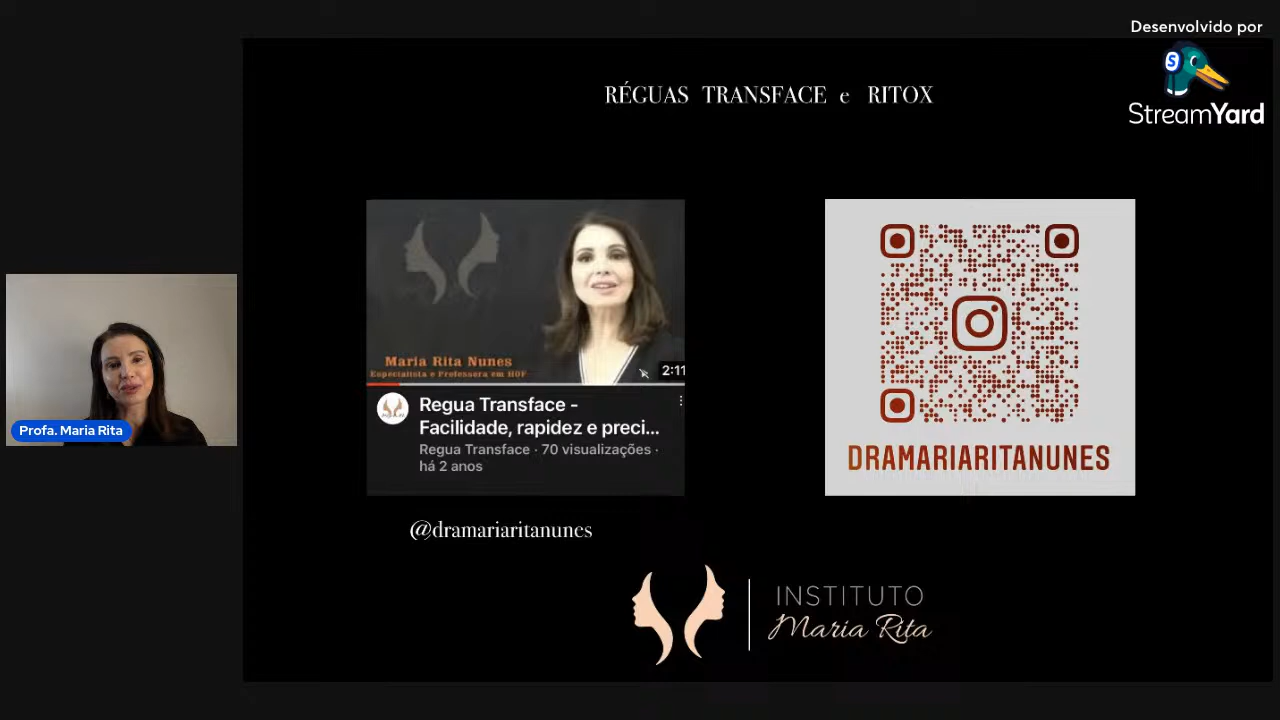 Desenvolvido por
StreamYard
RÉGUAS TRANSFACE e RITOX
Maria Rita Nunes
Especialista e Professora em HOF
2:11
Regua Transface -
Facilidade, rapidez e preci...
Regua Transface · 70 visualizações ·
há 2 anos
DRAMARIARITANUNES
Profa. Maria Rita
@dramariaritanunes
INSTITUTO
Maria Rita